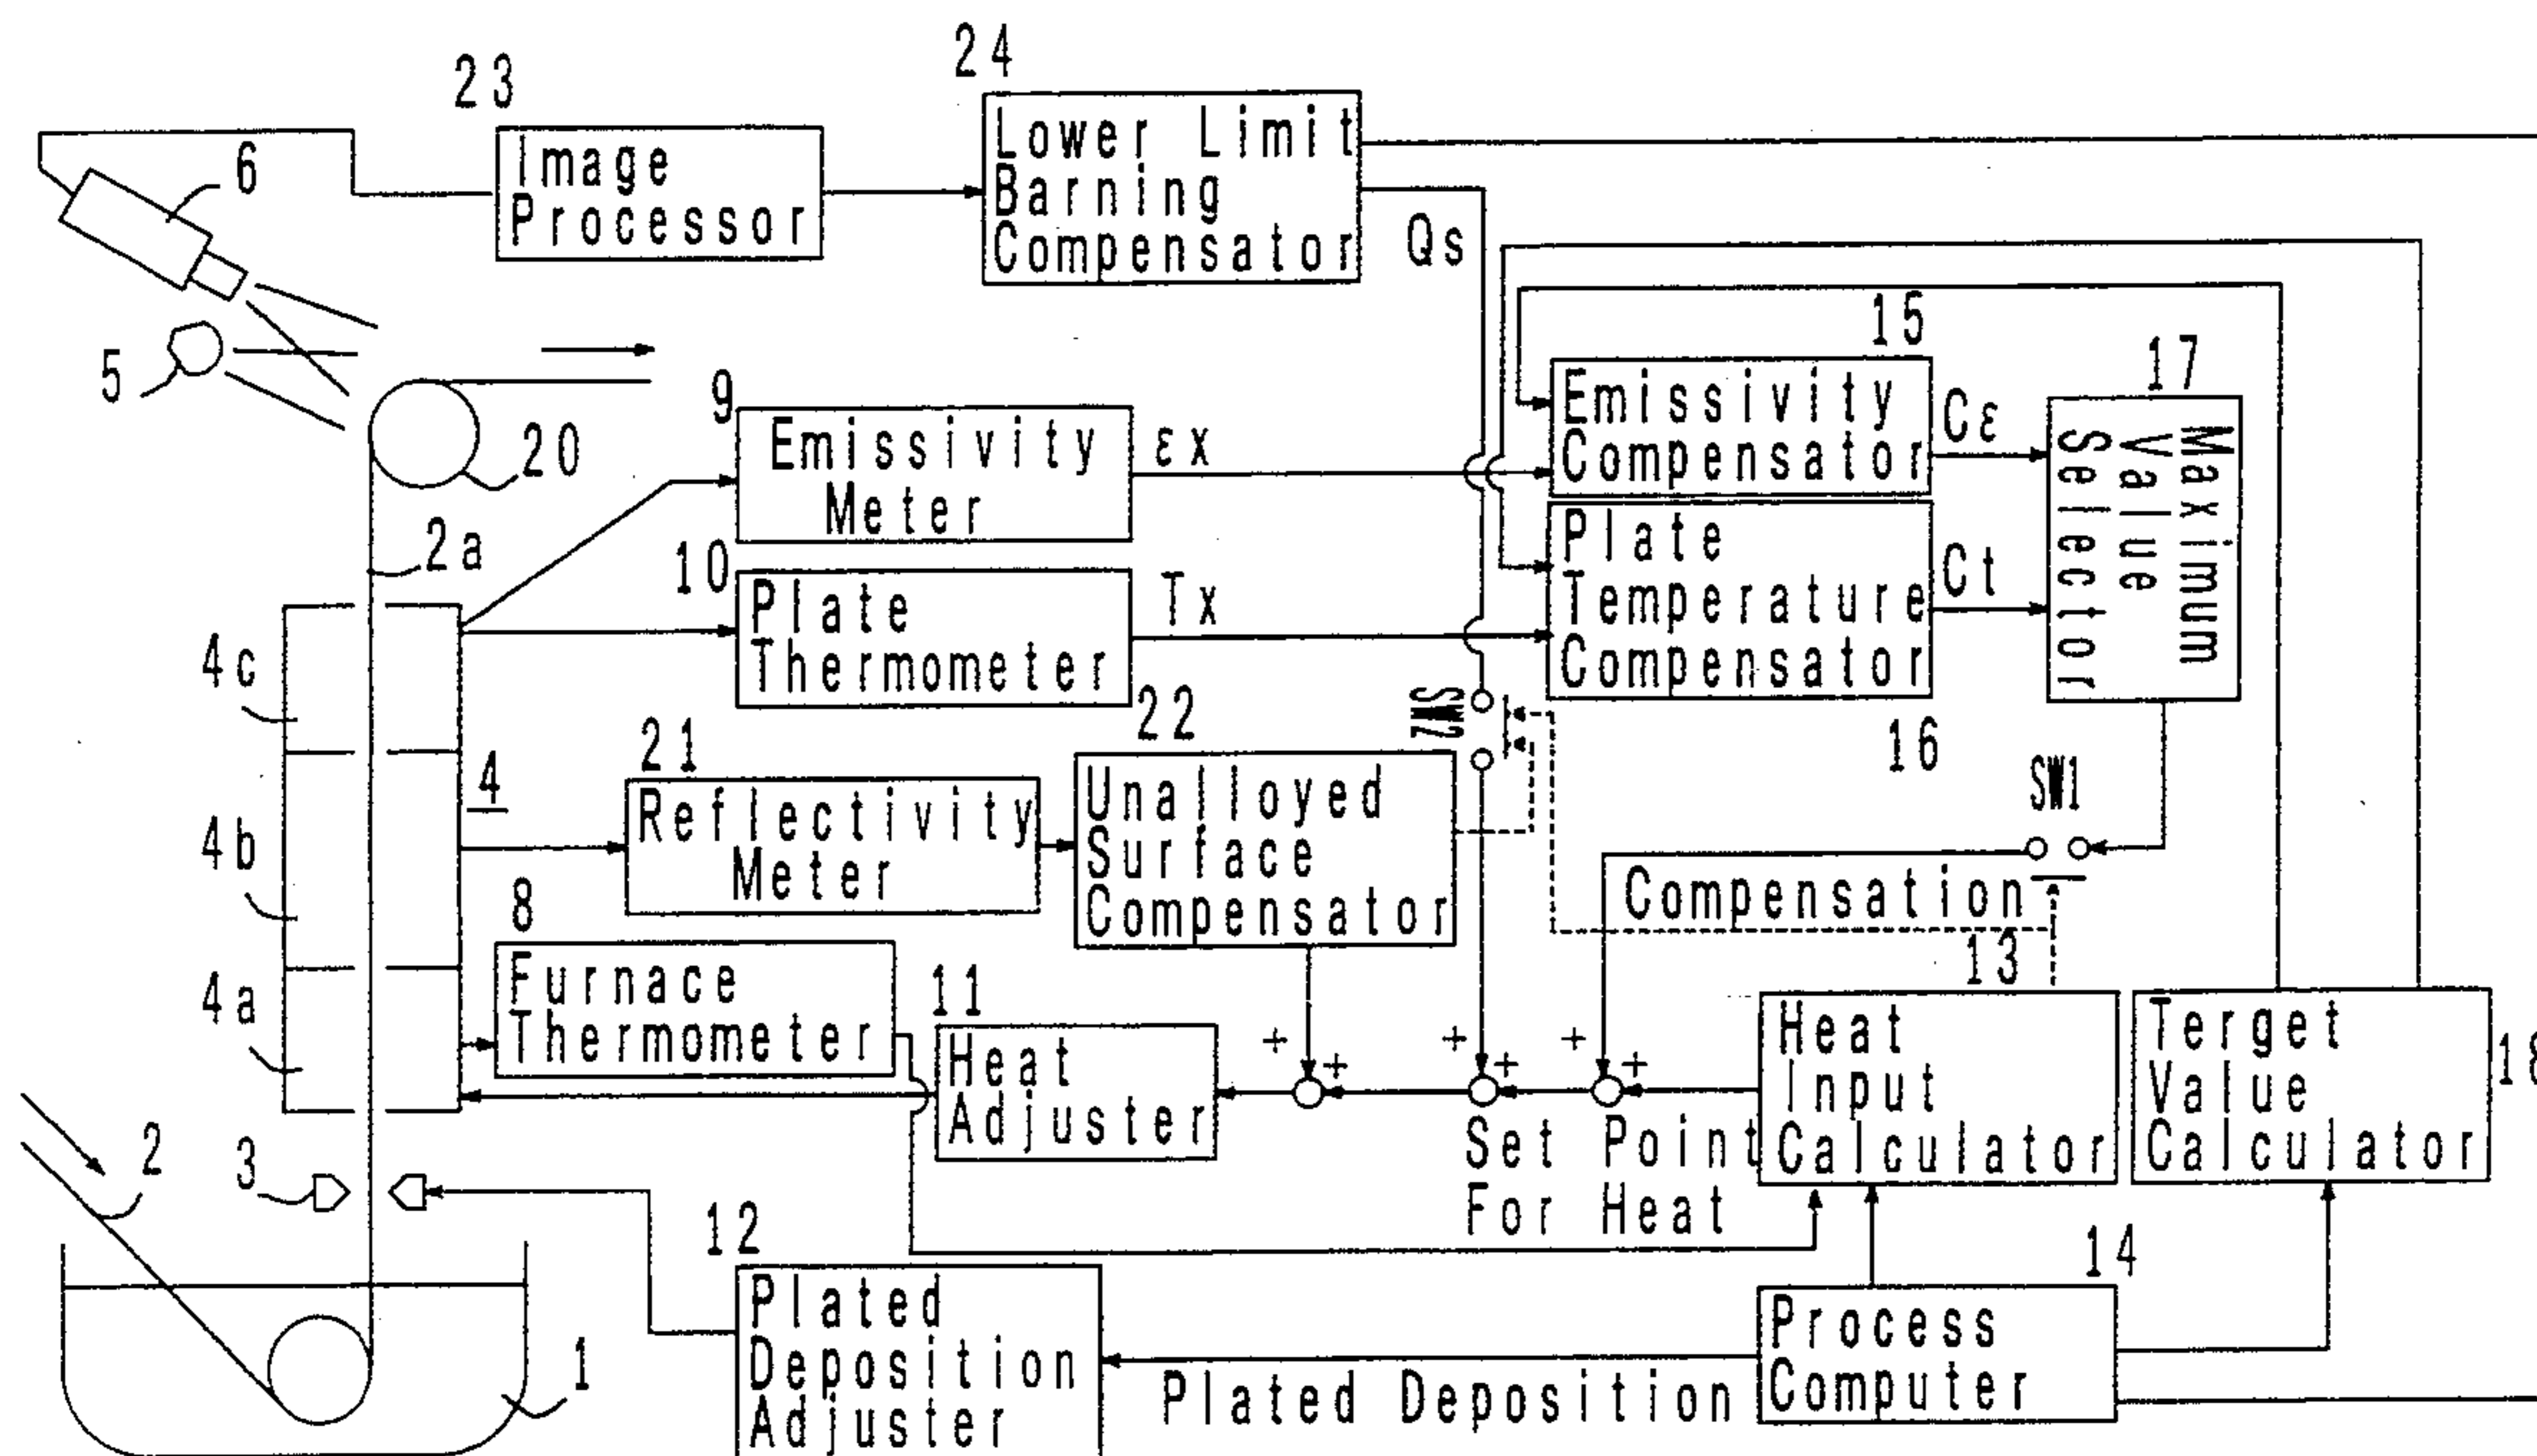 24
23
Lower Limit
Barning
Compensator
Image
Processor
6
Qs
15
5
9
17
Emissivity
Meter
εx
Emissivity
Compensator
Cε
Maximum
Value
Selector
20
2a
10
Plate
Thermometer
Tx
Plate
Temperature
Compensator
Ct
4c
22
SW2
16
21
4
Reflectivity
Meter
Unalloyed
Surface
Compensator
SW1
4b
8
Compensation
13
4a
Furnace
Thermometer
11
Heat
Adjuster
+
+
+
+
+
+
Heat
Input
Calculator
Terget
Value
Calculator
18
Set Point
For Heat
3
2
12
14
Plated
Deposition
Adjuster
Plated Deposition
Process
Computer
1